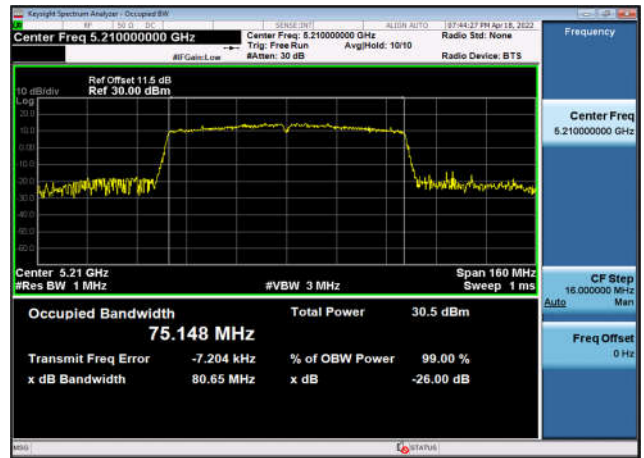 Keysight Spectrum Analyzer - Occupied BW
RF 50 Ω DC SENSE:INT ALIGN AUTO 07:44:27 PM Apr 18, 2022
Center Freq 5.210000000 GHz
Center Freq: 5.210000000 GHz
Radio Std: None
Trig: Free Run Avg|Hold: 10/10
#IFGain:Low #Atten: 30 dB Radio Device: BTS
Frequency
Ref Offset 11.5 dB
10 dB/div Ref 30.00 dBm
Log
20.0
10.0
0.00
-10.0
-20.0
-30.0
-40.0
-50.0
-60.0
Center 5.21 GHz Span 160 MHz
#Res BW 1 MHz #VBW 3 MHz Sweep 1 ms
Center Freq
5.210000000 GHz
CF Step
16.000000 MHz
Auto Man
Freq Offset
0 Hz
Occupied Bandwidth Total Power 30.5 dBm
75.148 MHz
Transmit Freq Error -7.204 kHz % of OBW Power 99.00 %
x dB Bandwidth 80.65 MHz x dB -26.00 dB
MSG STATUS